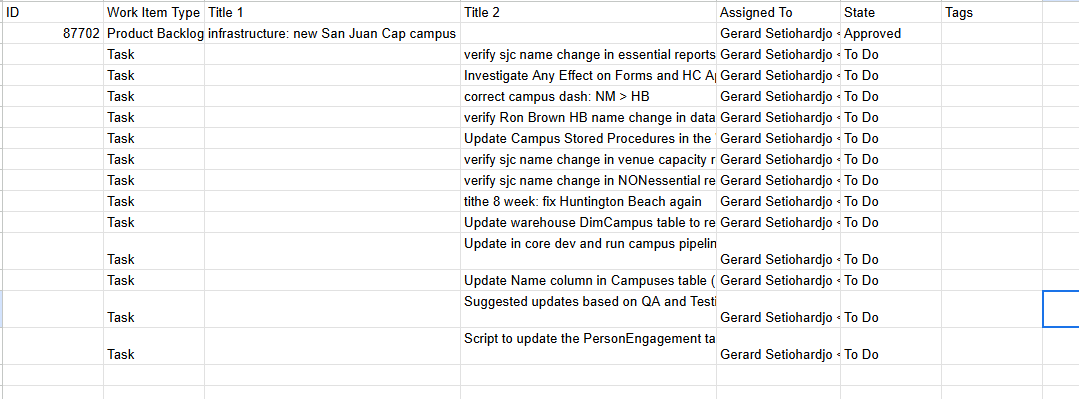 ID Work Item Type Title 1 Title 2 Assigned To State Tags
87702 Product Backlog infrastructure: new San Juan Cap campus Gerard Setiohardjo < Approved
Task verify sjc name change in essential reports Gerard Setiohardjo < To Do
Task Investigate Any Effect on Forms and HC Gerard Setiohardjo < To Do
Task correct campus dash: NM > HB Gerard Setiohardjo < To Do
Task verify Ron Brown HB name change in data Gerard Setiohardjo < To Do
Task Update Campus Stored Procedures in the Gerard Setiohardjo < To Do
Task verify sjc name change in venue capacity r Gerard Setiohardjo < To Do
Task verify sjc name change in NONessential re Gerard Setiohardjo < To Do
Task tithe 8 week: fix Huntington Beach again Gerard Setiohardjo < To Do
Task Update warehouse DimCampus table to re Gerard Setiohardjo < To Do
Update in core dev and run campus pipelin
Task Gerard Setiohardjo < To Do
Task Update Name column in Campuses table ( Gerard Setiohardjo < To Do
Suggested updates based on QA and Testi
Task Gerard Setiohardjo < To Do
Script to update the PersonEngagement ta
Task Gerard Setiohardjo < To Do